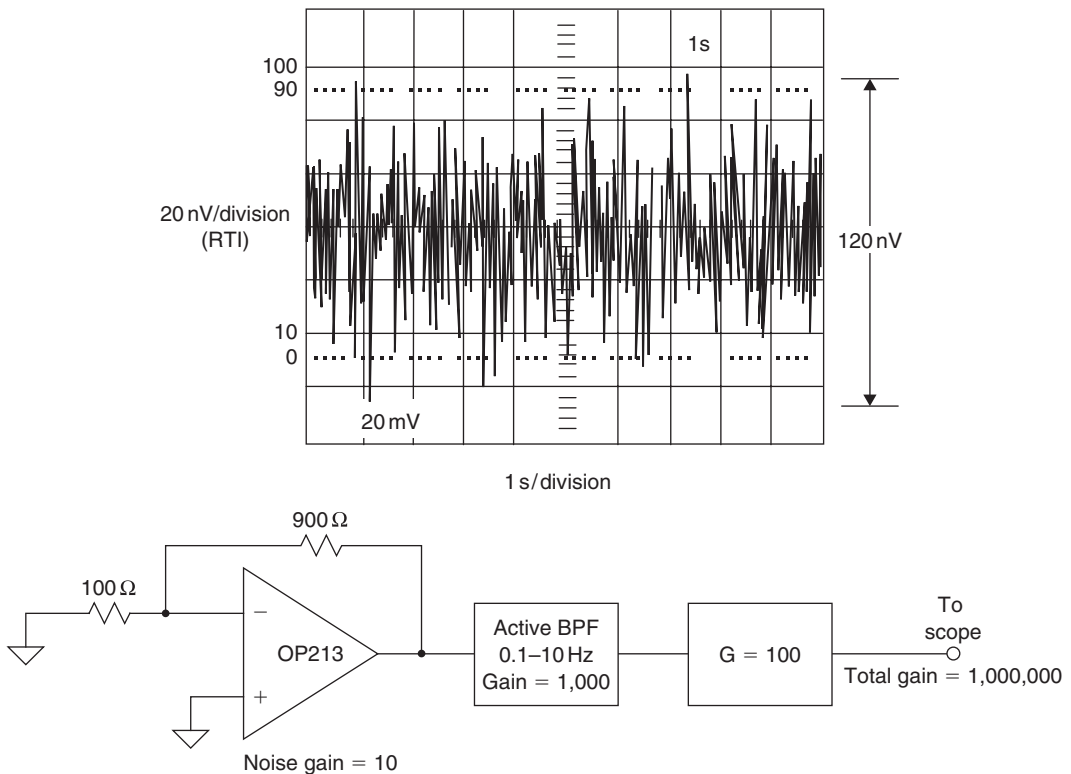 1s
100
90
20 nV/division
(RTI)
120 nV
10
0
20 mV
1 s/division
900 Ω
100 Ω
−
OP213
+
Noise gain = 10
Active BPF
0.1–10 Hz
Gain = 1,000
G = 100
To
scope
Total gain = 1,000,000